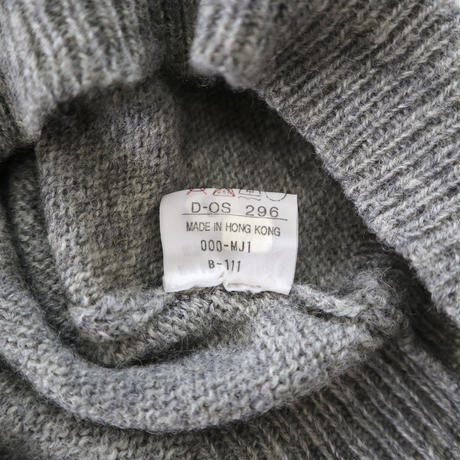 D-OS 296
MADE IN HONG KONG
000-MJ1
B-111